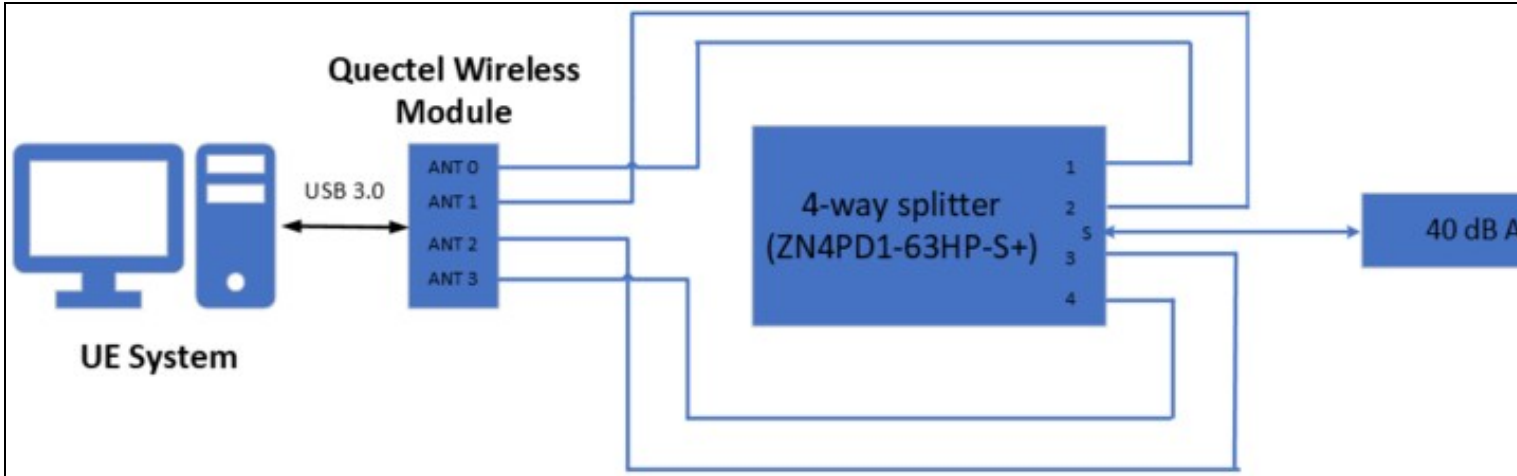 Quectel Wireless
Module
USB 3.0
ANT 0
ANT 1
ANT 2
ANT 3
UE System
4-way splitter
(ZN4PD1-63HP-S+)
1
2
S
3
4
40 dB A